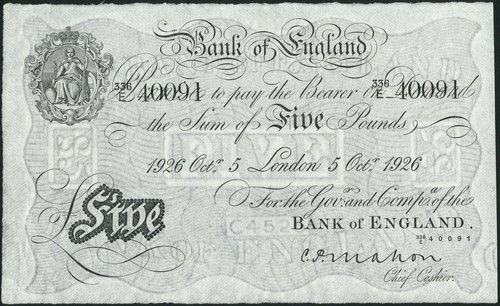 Bank of England
336/E 40091 Promise to pay the Bearer on Demand 336/E 40091
the Sum of Five Pounds
1926 Octr. 5 London 5 Octr. 1926
For the Govr. and Compa. of the
BANK OF ENGLAND.
336/E 40091
Five
C.P. Mahon
Chief Cashier.